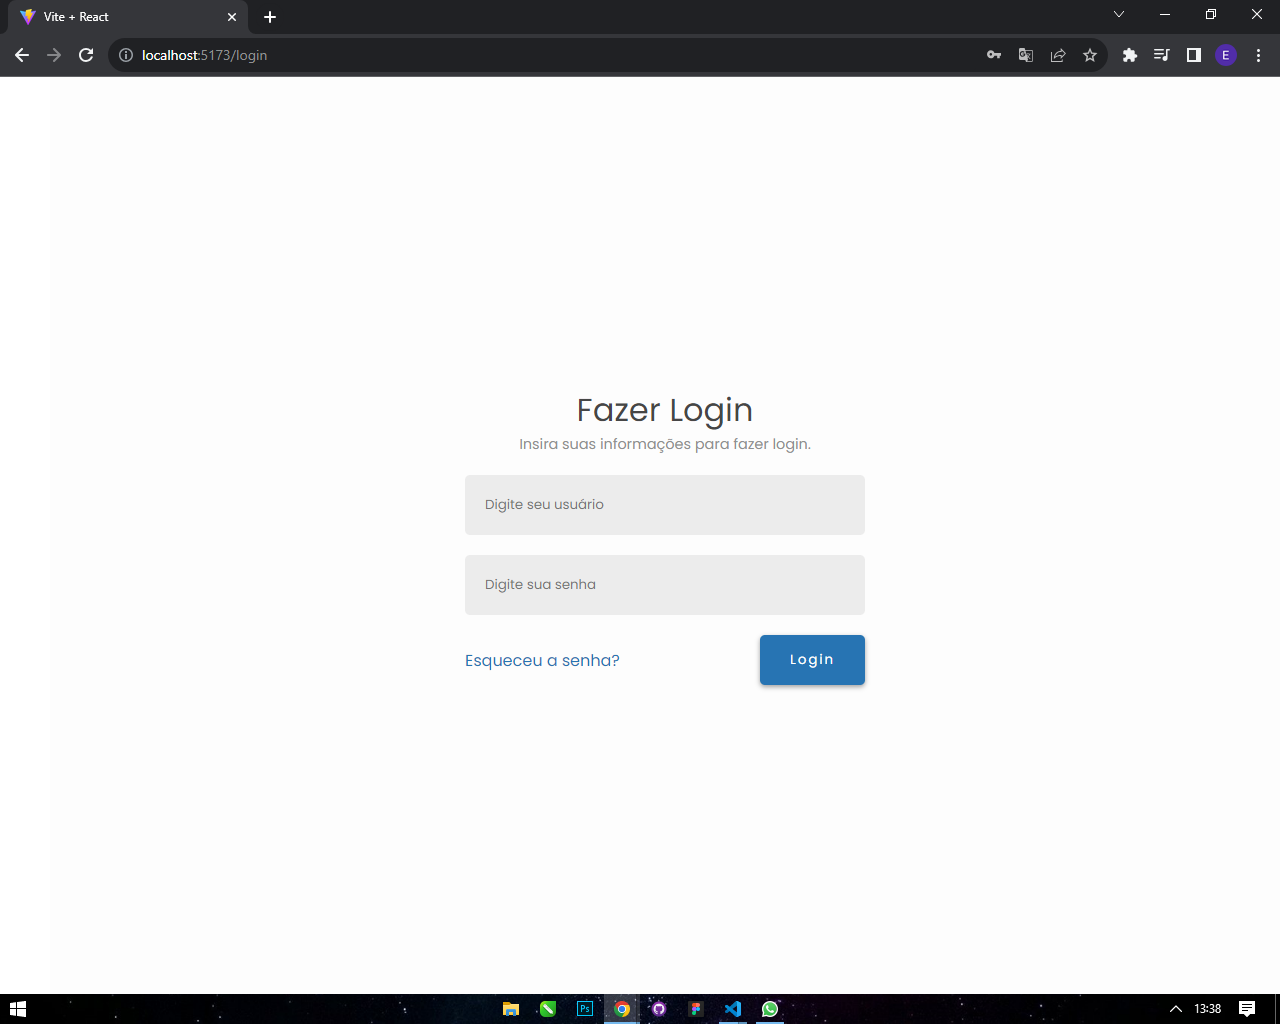 Vite + React
localhost:5173/login
E
Fazer Login
Insira suas informações para fazer login.
Digite seu usuário
Digite sua senha
Esqueceu a senha?
Login
Ps
13:38